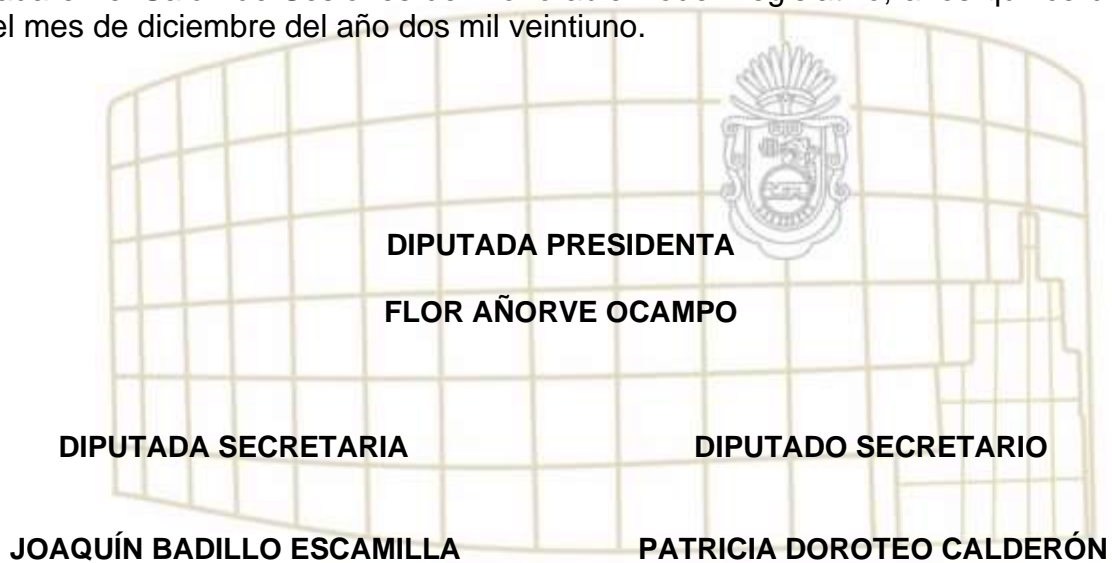 el mes de diciembre del año dos mil veintiuno.
DIPUTADA PRESIDENTA
FLOR AÑORVE OCAMPO
DIPUTADA SECRETARIA DIPUTADO SECRETARIO
JOAQUÍN BADILLO ESCAMILLA PATRICIA DOROTEO CALDERÓN